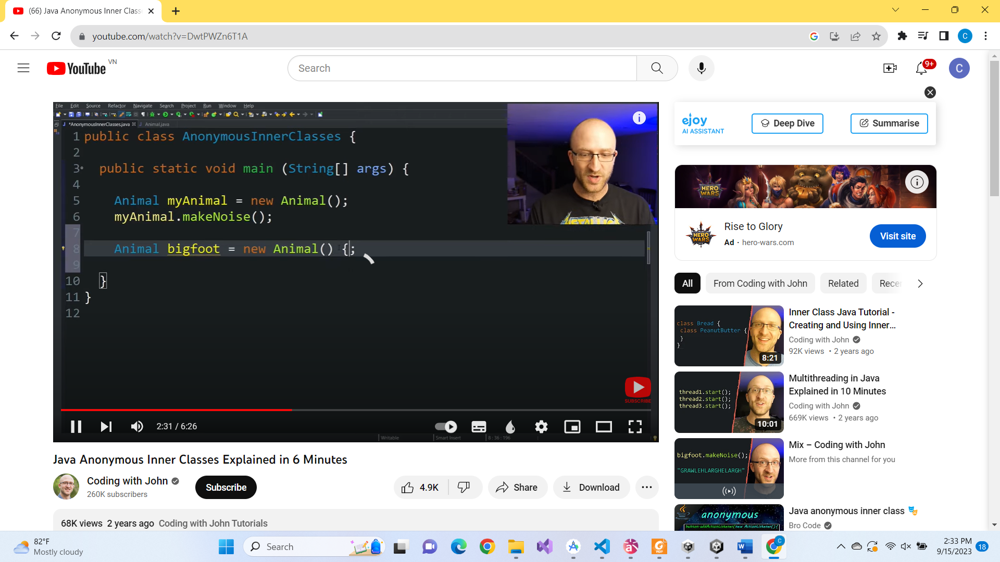 (66) Java Anonymous Inner Class
youtube.com/watch?v=DwtPWZn6T1A
C
YouTube VN
Search
9+
C
File Edit Source Refactor Navigate Search Project Run Window Help
*AnonymousInnerClasses.java Animal.java
1 public class AnonymousInnerClasses {
2
3 public static void main (String[] args) {
4
5 Animal myAnimal = new Animal();
6 myAnimal.makeNoise();
7
8 Animal bigfoot = new Animal() {;
9
10 }
11 }
12
METALLICA
SUBSCRIBE
2:31 / 6:26
Writable Smart Insert 8 : 36 : 196
Java Anonymous Inner Classes Explained in 6 Minutes
Coding with John
260K subscribers
Subscribe
4.9K
Share
Download
68K views 2 years ago Coding with John Tutorials
ejoy
AI ASSISTANT
Deep Dive
Summarise
HERO WARS
HERO WARS
Rise to Glory
Ad · hero-wars.com
Visit site
All
From Coding with John
Related
Recen
class Bread {
class PeanutButter {
}
}
8:21
Inner Class Java Tutorial -
Creating and Using Inner...
Coding with John
92K views • 2 years ago
thread1.start();
thread2.start();
thread3.start();
10:01
Multithreading in Java
Explained in 10 Minutes
Coding with John
669K views • 2 years ago
bigfoot.makeNoise();
"GRAWLEHLARGHELARGH"
Mix – Coding with John
More from this channel for you
Java
anonymous
button.addActionListener(new ActionListener(){
Java anonymous inner class
Bro Code
82°F
Mostly cloudy
Search
2:33 PM
9/15/2023
18